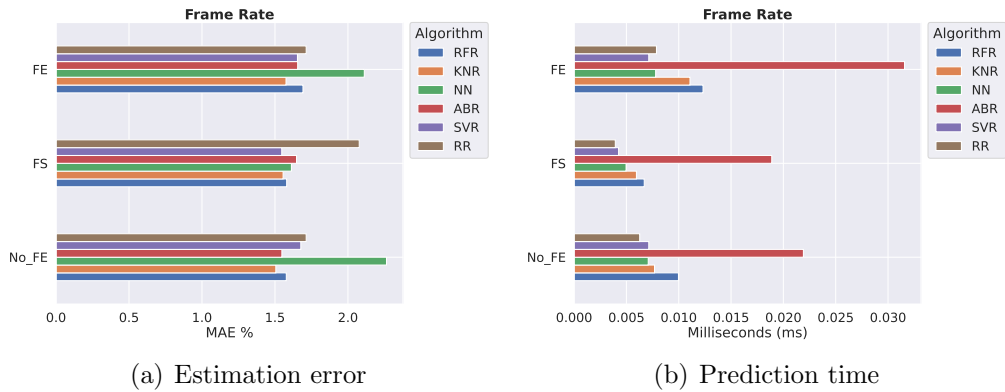 Frame Rate
FE
FS
No_FE
0.0 0.5 1.0 1.5 2.0
MAE %
Algorithm
RFR
KNR
NN
ABR
SVR
RR
(a) Estimation error
Frame Rate
FE
FS
No_FE
0.000 0.005 0.010 0.015 0.020 0.025 0.030
Milliseconds (ms)
Algorithm
RFR
KNR
NN
ABR
SVR
RR
(b) Prediction time